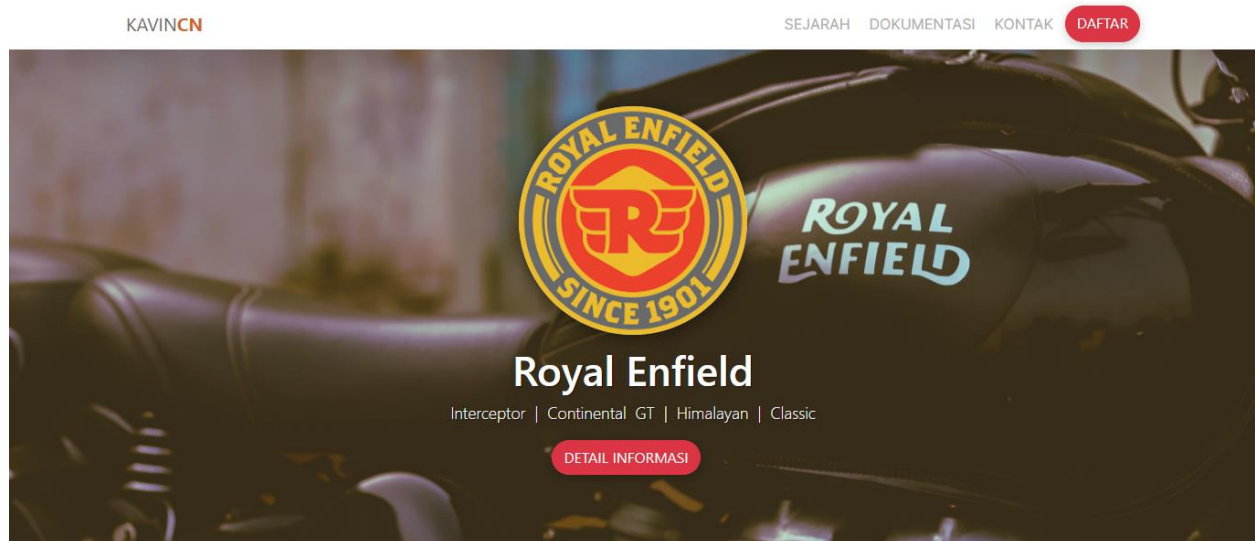 KAVINCN
SEJARAH DOKUMENTASI KONTAK DAFTAR
ROYAL ENFIELD
R
SINCE 1901
ROYAL
ENFIELD
Royal Enfield
Interceptor | Continental GT | Himalayan | Classic
DETAIL INFORMASI